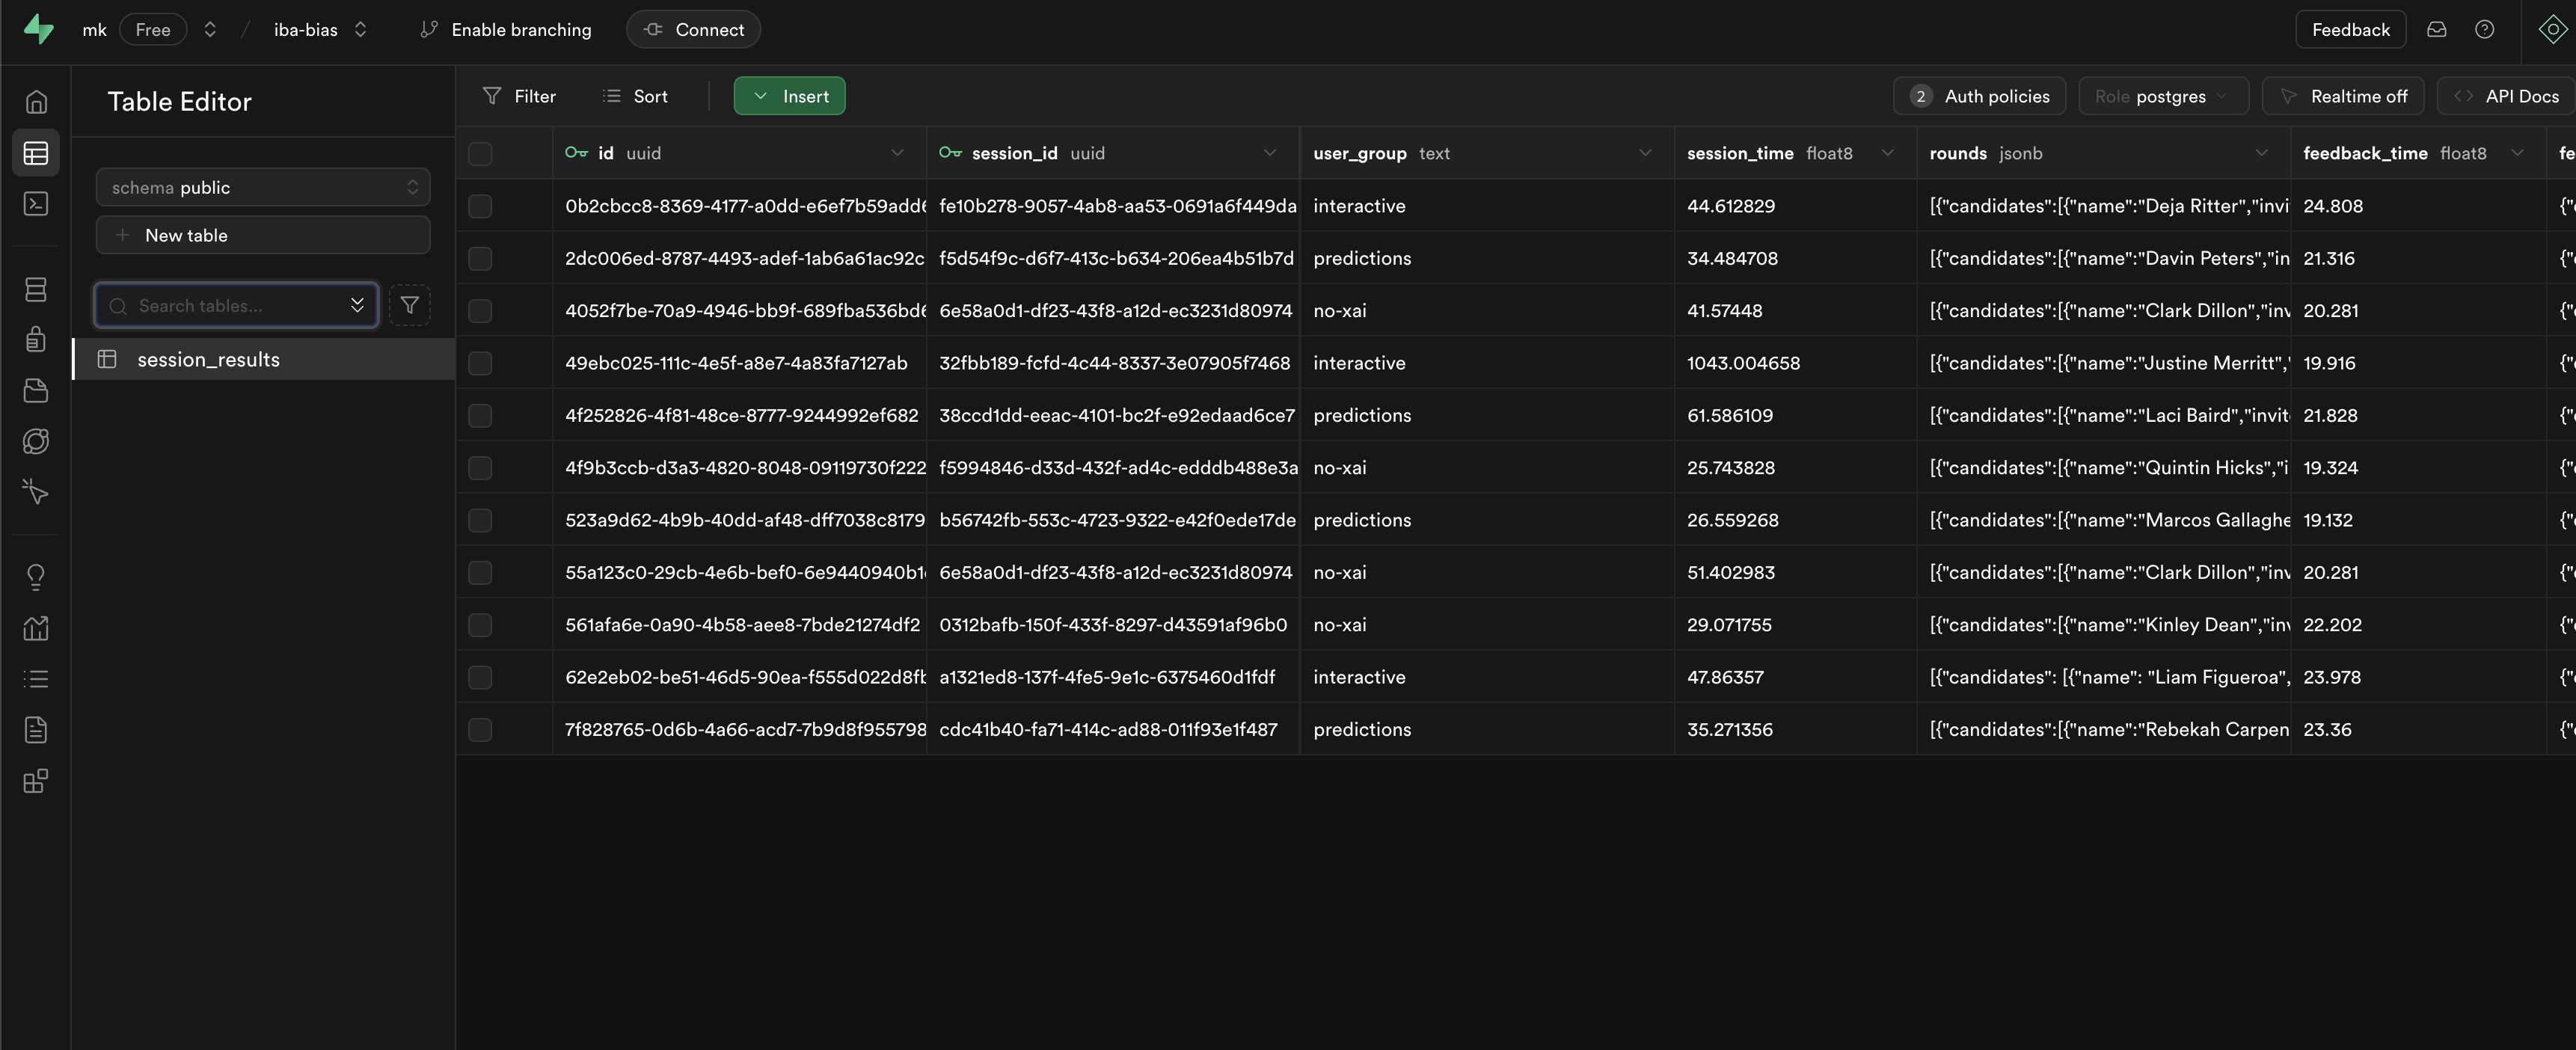 mk Free / iba-bias Enable branching Connect Feedback
Table Editor
Filter Sort Insert 2 Auth policies Role postgres Realtime off API Docs
schema public
New table
Search tables...
session_results
id uuid session_id uuid user_group text session_time float8 rounds jsonb feedback_time float8 fe
0b2cbcc8-8369-4177-a0dd-e6ef7b59add6 fe10b278-9057-4ab8-aa53-0691a6f449da interactive 44.612829 [{"candidates":[{"name":"Deja Ritter","invi 24.808 {"
2dc006ed-8787-4493-adef-1ab6a61ac92c f5d54f9c-d6f7-413c-b634-206ea4b51b7d predictions 34.484708 [{"candidates":[{"name":"Davin Peters","in 21.316 {"
4052f7be-70a9-4946-bb9f-689fba536bd6 6e58a0d1-df23-43f8-a12d-ec3231d80974 no-xai 41.57448 [{"candidates":[{"name":"Clark Dillon","inv 20.281 {"
49ebc025-111c-4e5f-a8e7-4a83fa7127ab 32fbb189-fcfd-4c44-8337-3e07905f7468 interactive 1043.004658 [{"candidates":[{"name":"Justine Merritt"," 19.916 {"
4f252826-4f81-48ce-8777-9244992ef682 38ccd1dd-eeac-4101-bc2f-e92edaad6ce7 predictions 61.586109 [{"candidates":[{"name":"Laci Baird","invit 21.828 {"
4f9b3ccb-d3a3-4820-8048-09119730f222 f5994846-d33d-432f-ad4c-edddb488e3a no-xai 25.743828 [{"candidates":[{"name":"Quintin Hicks","i 19.324 {"
523a9d62-4b9b-40dd-af48-dff7038c8179 b56742fb-553c-4723-9322-e42f0ede17de predictions 26.559268 [{"candidates":[{"name":"Marcos Gallaghe 19.132 {"
55a123c0-29cb-4e6b-bef0-6e9440940b1 6e58a0d1-df23-43f8-a12d-ec3231d80974 no-xai 51.402983 [{"candidates":[{"name":"Clark Dillon","inv 20.281 {"
561afa6e-0a90-4b58-aee8-7bde21274df2 0312bafb-150f-433f-8297-d43591af96b0 no-xai 29.071755 [{"candidates":[{"name":"Kinley Dean","inv 22.202 {"
62e2eb02-be51-46d5-90ea-f555d022d8fb a1321ed8-137f-4fe5-9e1c-6375460d1fdf interactive 47.86357 [{"candidates": [{"name": "Liam Figueroa", 23.978 {"
7f828765-0d6b-4a66-acd7-7b9d8f955798 cdc41b40-fa71-414c-ad88-011f93e1f487 predictions 35.271356 [{"candidates":[{"name":"Rebekah Carpen 23.36 {"